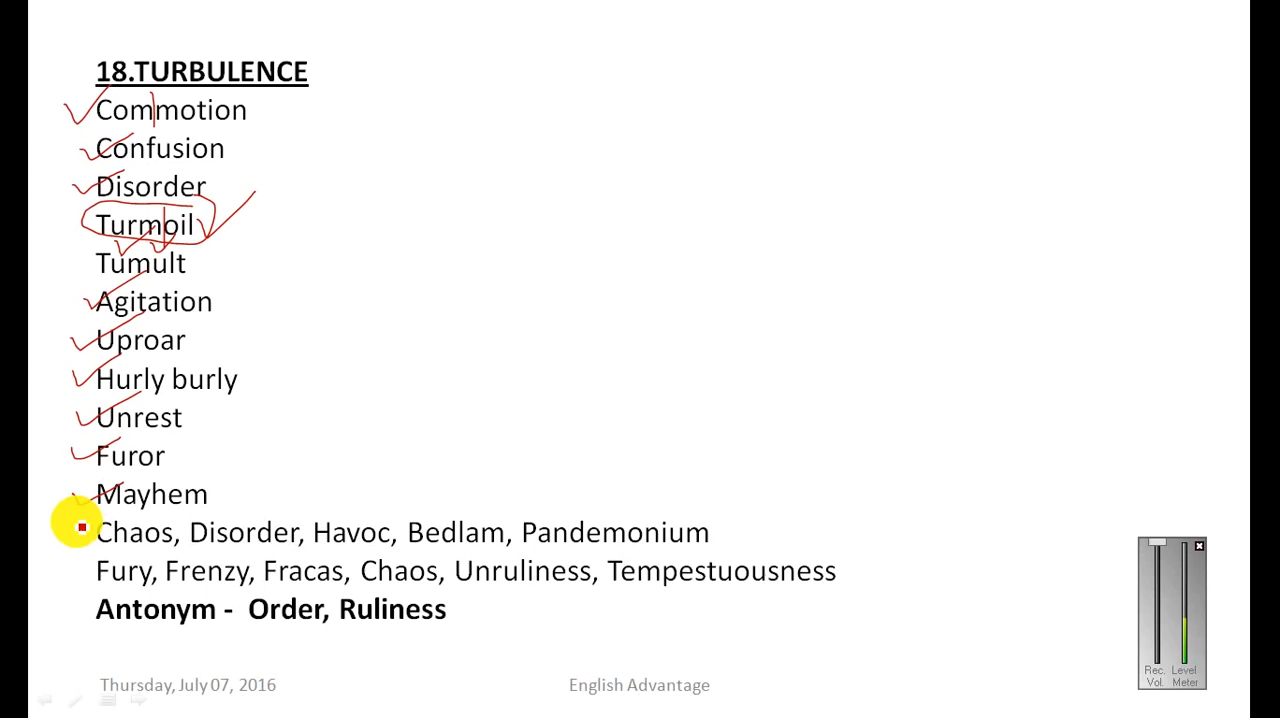 18.TURBULENCE
Commotion
Confusion
Disorder
Turmoil
Tumult
Agitation
Uproar
Hurly burly
Unrest
Furor
Mayhem
Chaos, Disorder, Havoc, Bedlam, Pandemonium
Fury, Frenzy, Fracas, Chaos, Unruliness, Tempestuousness
Antonym - Order, Ruliness
Rec. Level
Vol. Meter
Thursday, July 07, 2016 English Advantage